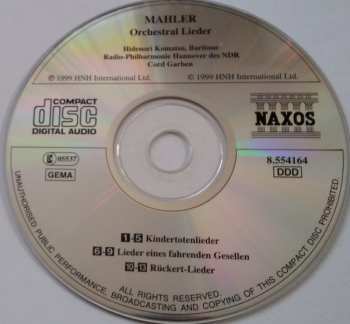 MAHLER
Orchestral Lieder
Hidenori Komatsu, Baritone
Radio-Philharmonie Hannover des NDR
Cord Garben
℗ 1999 HNH International Ltd.
© 1999 HNH International Ltd.
COMPACT
disc
DIGITAL AUDIO
NAXOS
LC 05537
GEMA
8.554164
DDD
1-5 Kindertotenlieder
6-9 Lieder eines fahrenden Gesellen
10-13 Rückert-Lieder
ALL RIGHTS RESERVED.
UNAUTHORISED PUBLIC PERFORMANCE, BROADCASTING AND COPYING OF THIS COMPACT DISC PROHIBITED.